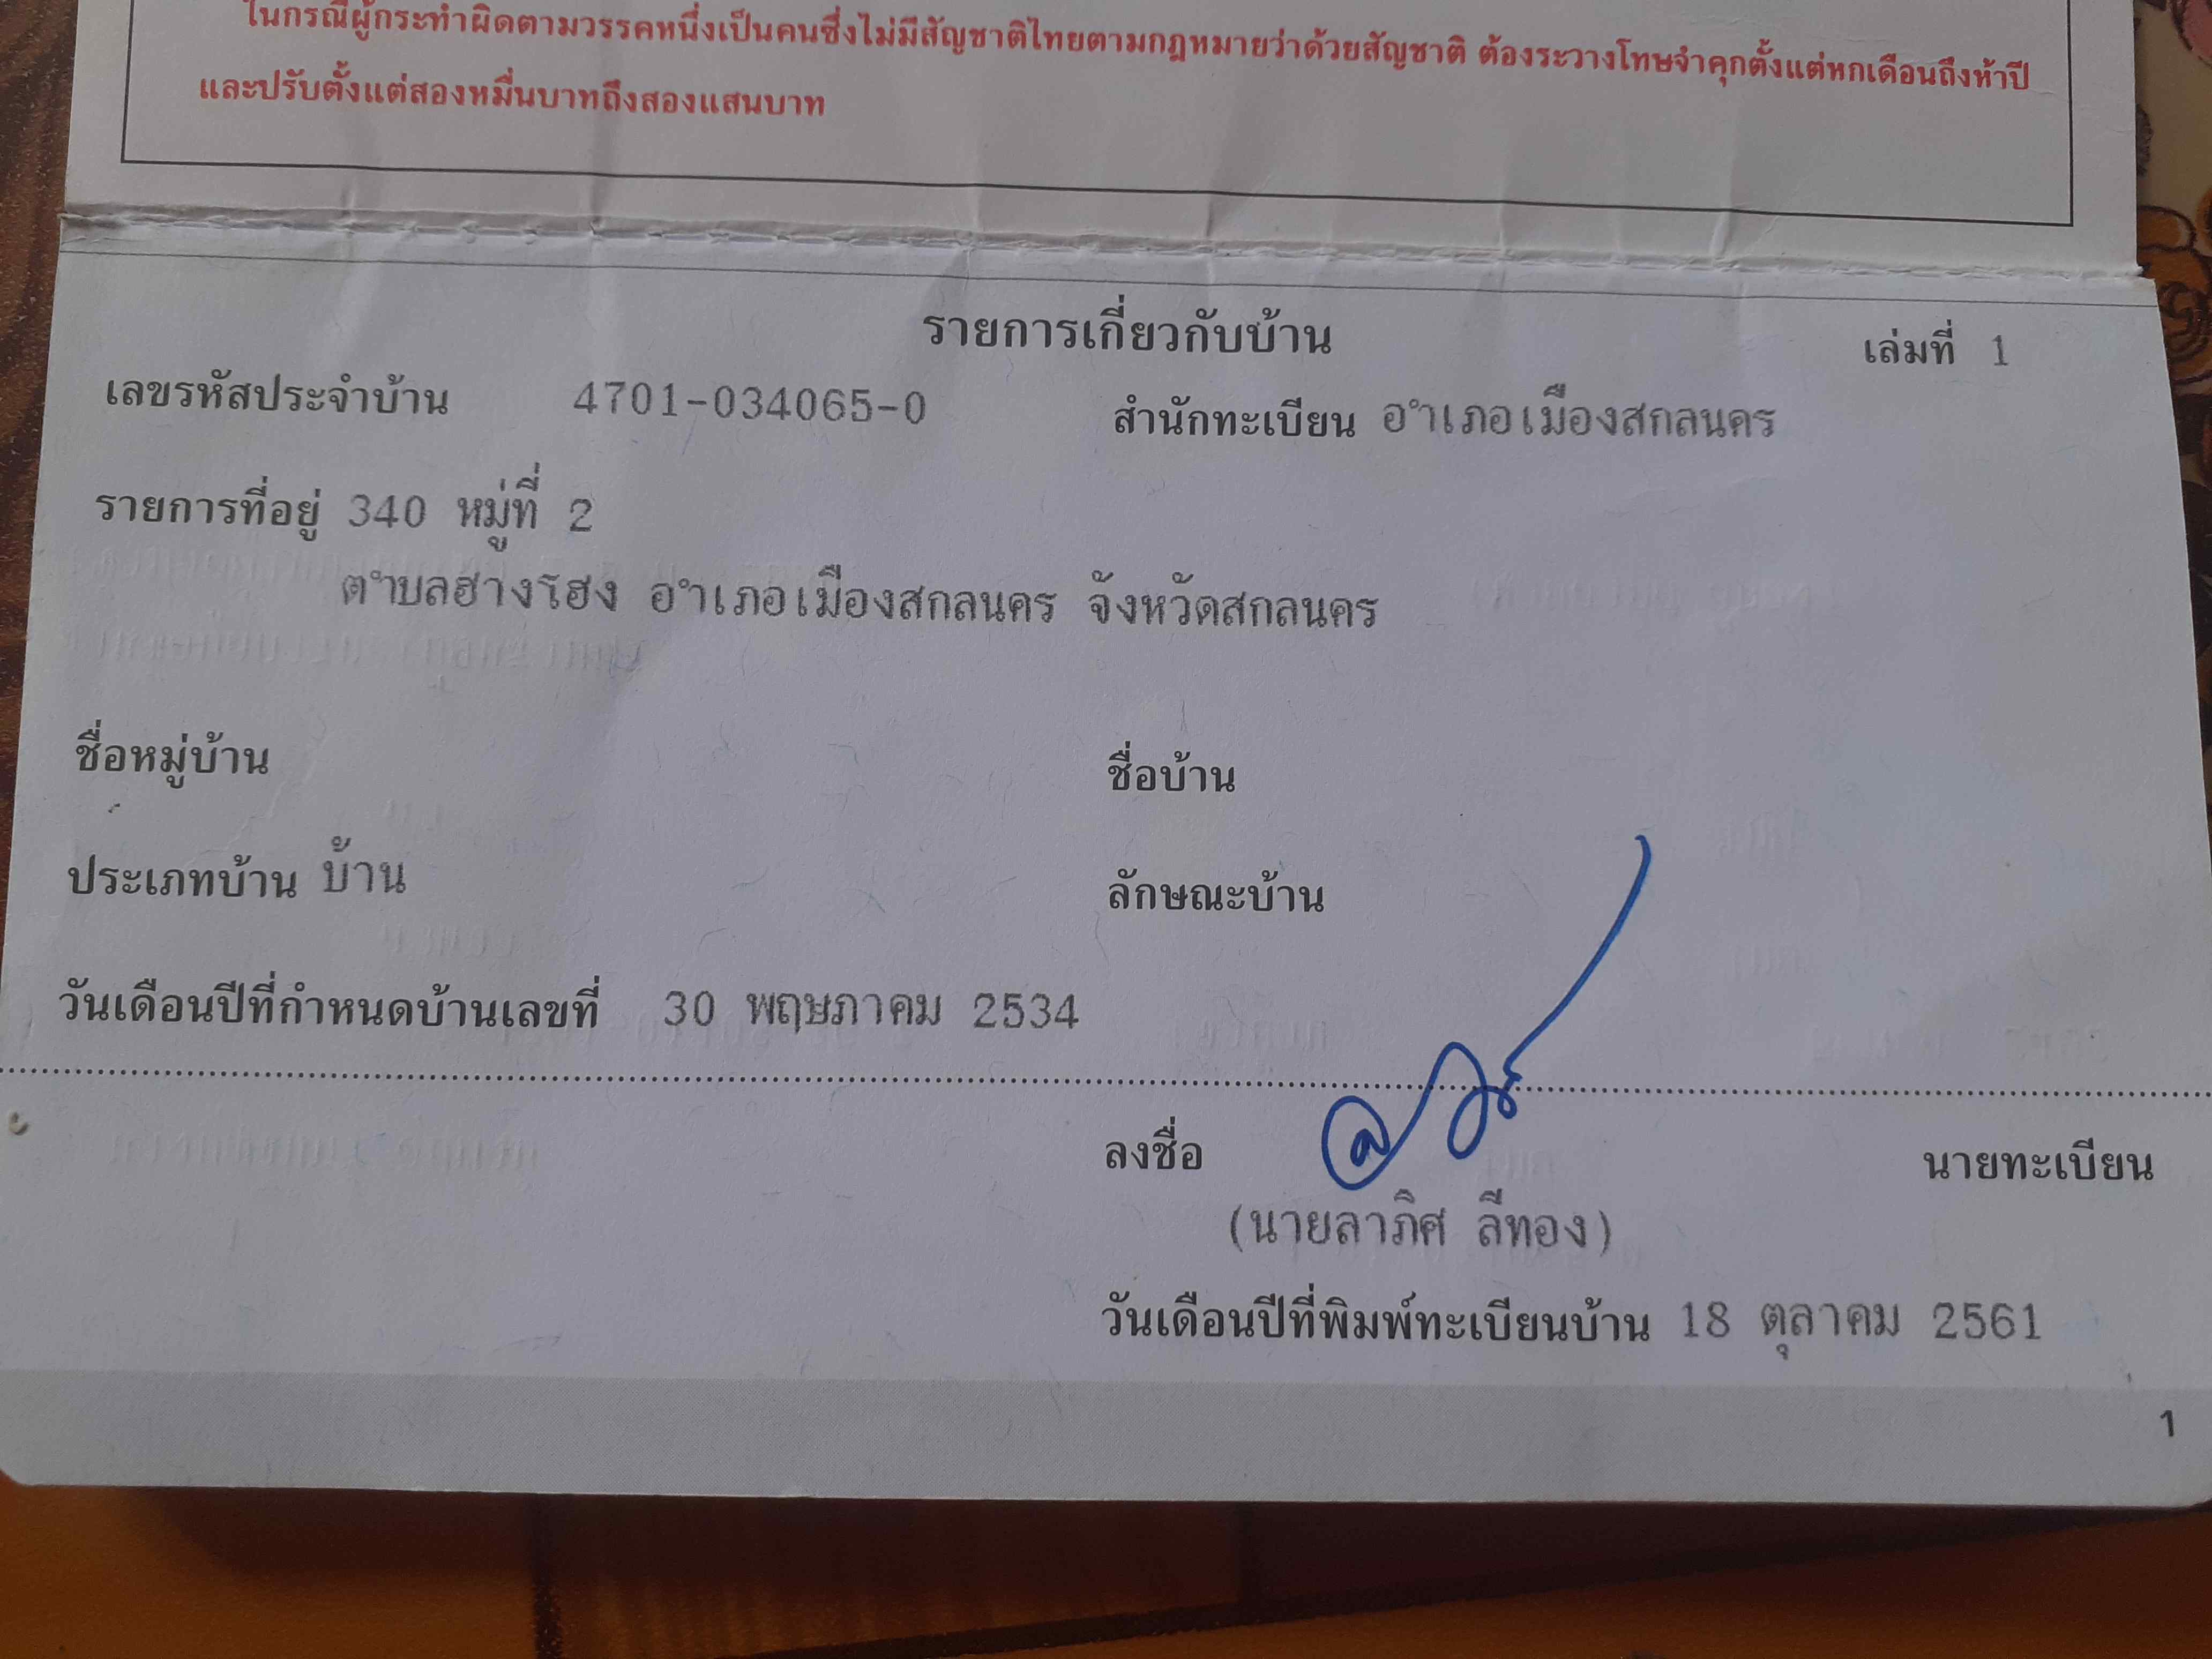 ในกรณีผู้กระทำผิดตามวรรคหนึ่งเป็นคนซึ่งไม่มีสัญชาติไทยตามกฎหมายว่าด้วยสัญชาติ ต้องระวางโทษจำคุกตั้งแต่หกเดือนถึงห้าปี
และปรับตั้งแต่สองหมื่นบาทถึงสองแสนบาท
รายการเกี่ยวกับบ้าน
เล่มที่ 1
เลขรหัสประจำบ้าน 4701-034065-0 สำนักทะเบียน อำเภอเมืองสกลนคร
รายการที่อยู่ 340 หมู่ที่ 2
ตำบลฮางโฮง อำเภอเมืองสกลนคร จังหวัดสกลนคร
ชื่อหมู่บ้าน ชื่อบ้าน
ประเภทบ้าน บ้าน ลักษณะบ้าน
วันเดือนปีที่กำหนดบ้านเลขที่ 30 พฤษภาคม 2534
ลงชื่อ นายทะเบียน
(นายลาภิศ ลีทอง)
วันเดือนปีที่พิมพ์ทะเบียนบ้าน 18 ตุลาคม 2561
1